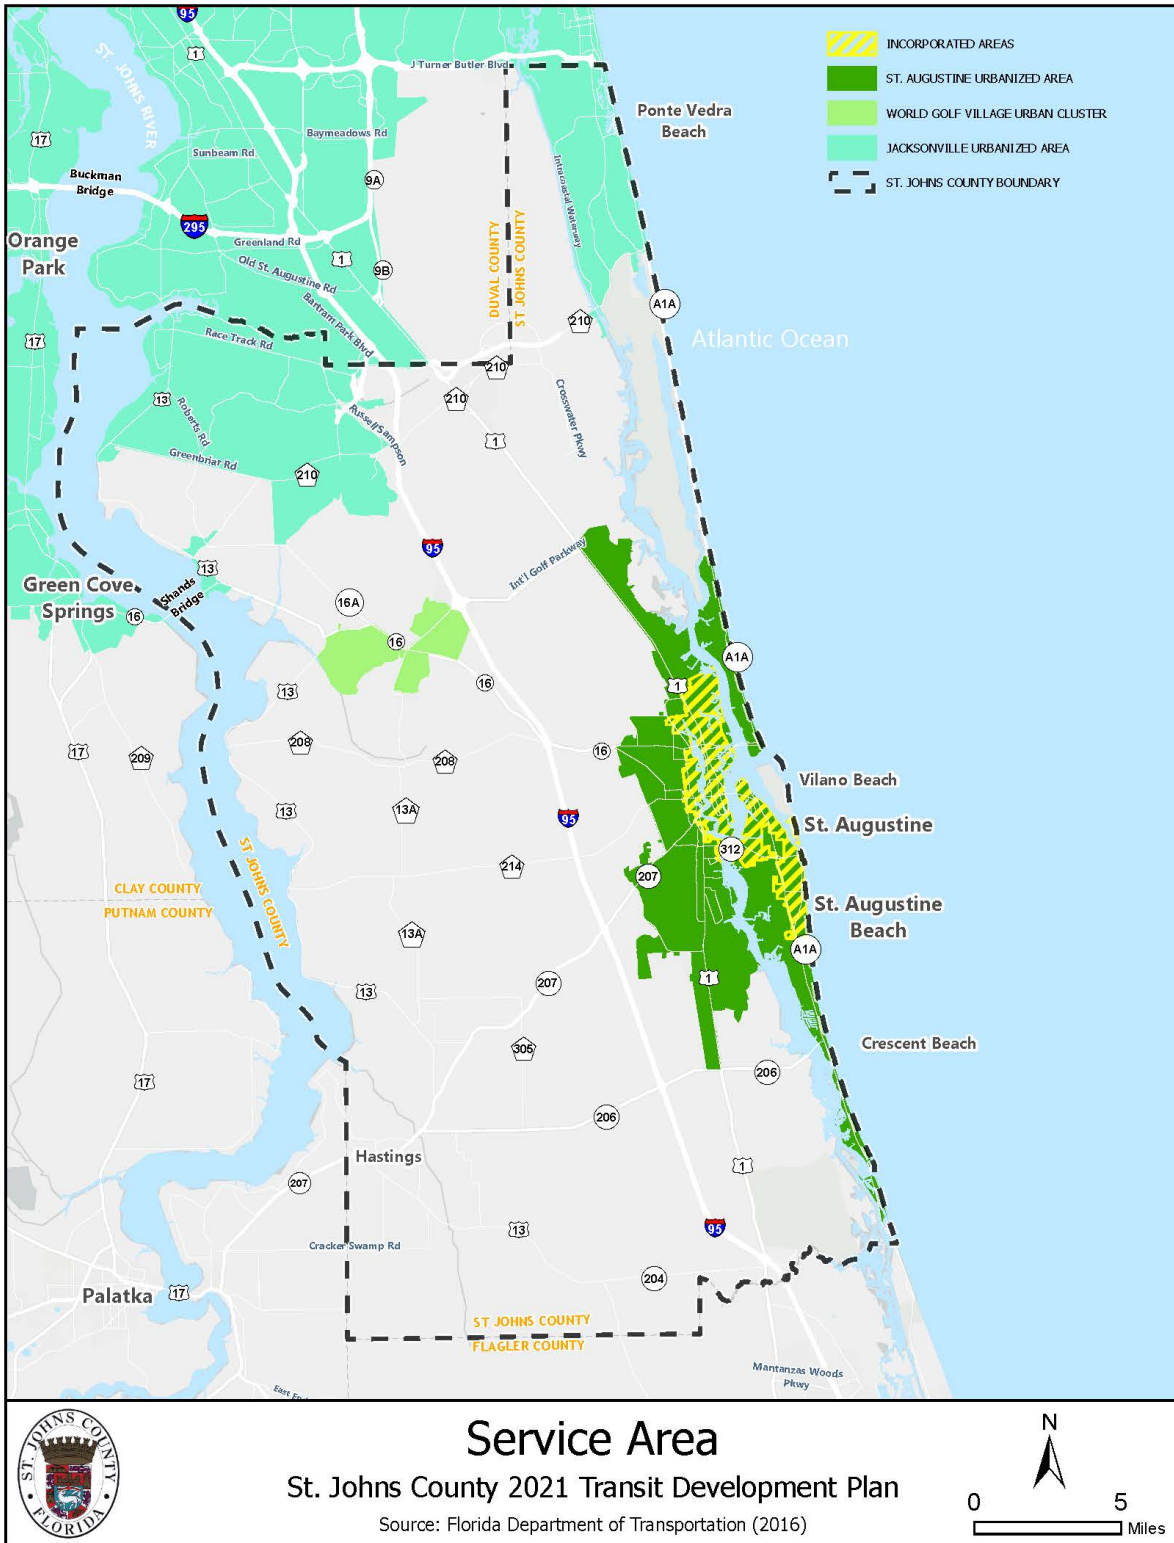 95
1
ST. JOHNS RIVER
J Turner Butler Blvd
INCORPORATED AREAS
ST. AUGUSTINE URBANIZED AREA
WORLD GOLF VILLAGE URBAN CLUSTER
JACKSONVILLE URBANIZED AREA
ST. JOHNS COUNTY BOUNDARY
Ponte Vedra
Beach
17
Baymeadows Rd
Sunbeam Rd
Buckman
Bridge
9A
Intracoastal Waterway
295
Orange
Park
Greenland Rd
1
Old St. Augustine Rd
9B
DUVAL COUNTY
ST JOHNS COUNTY
Bartram Park Blvd
A1A
210
Race Track Rd
17
Atlantic Ocean
210
13
Roberts Rd
210
Crosswater Pkwy
Russell Sampson
1
Greenbriar Rd
210
95
Int'l Golf Parkway
13
Green Cove
Springs
Shands
Bridge
16
16A
16
16
13
1
A1A
17
209
208
208
16
Vilano Beach
13
13A
95
St. Augustine
312
ST JOHNS COUNTY
214
207
CLAY COUNTY
PUTNAM COUNTY
St. Augustine
Beach
13A
A1A
13
207
1
305
Crescent Beach
17
206
206
Hastings
207
1
13
95
Cracker Swamp Rd
204
Palatka
17
ST JOHNS COUNTY
FLAGLER COUNTY
Mantanzas Woods
Pkwy
East En
ST. JOHNS COUNTY
FLORIDA
Service Area
St. Johns County 2021 Transit Development Plan
Source: Florida Department of Transportation (2016)
N
0 5
Miles